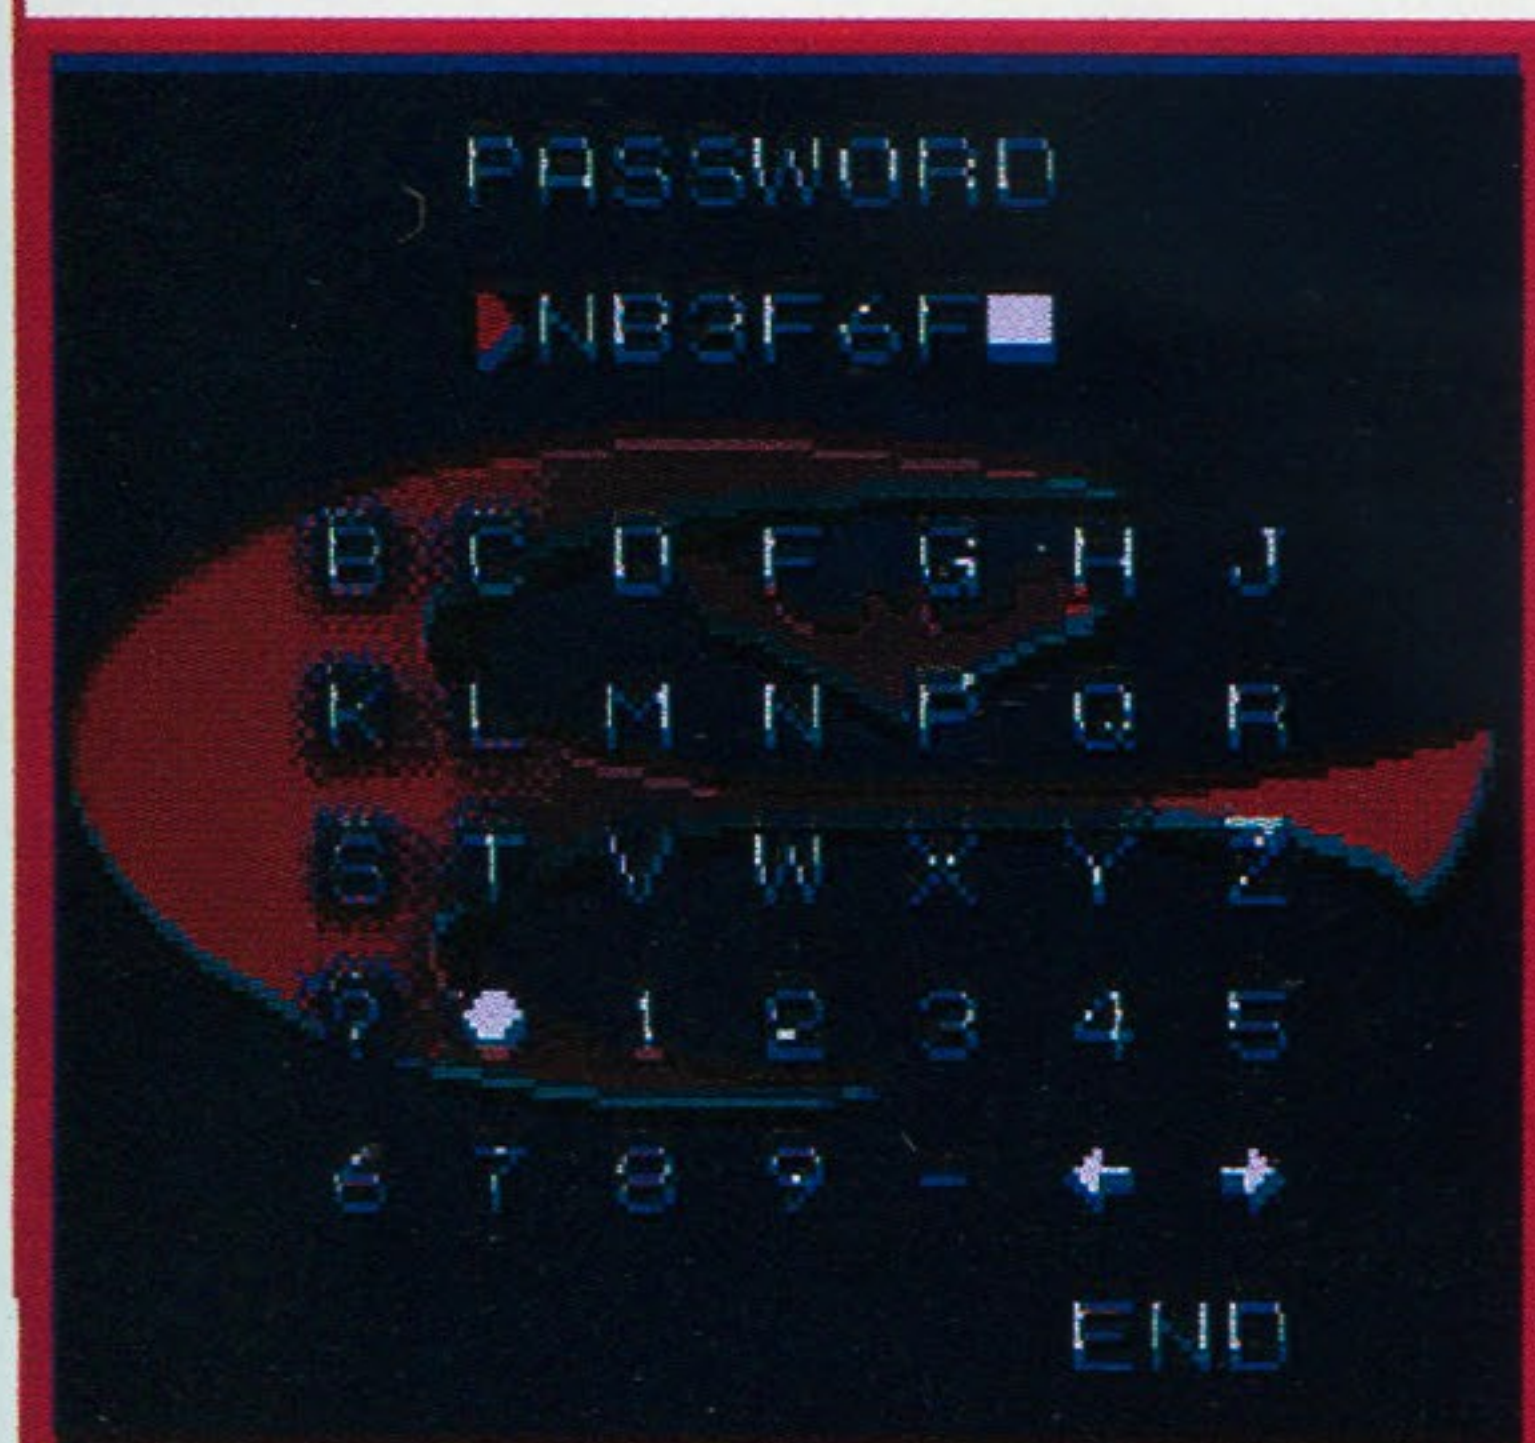 PASSWORD
NB3F6F
B C D F G H J
K L M N P Q R
S T V W X Y Z
? ● 1 2 3 4 5
6 7 8 9 - ← →
END